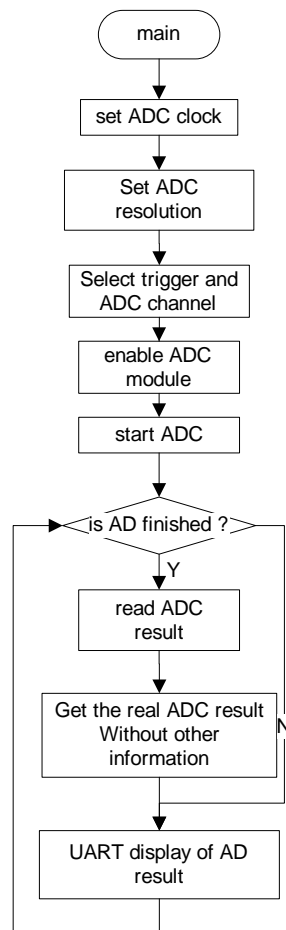 main
set ADC clock
Set ADC
resolution
Select trigger and
ADC channel
enable ADC
module
start ADC
is AD finished ?
Y
read ADC
result
Get the real ADC result
Without other
information
N
UART display of AD
result